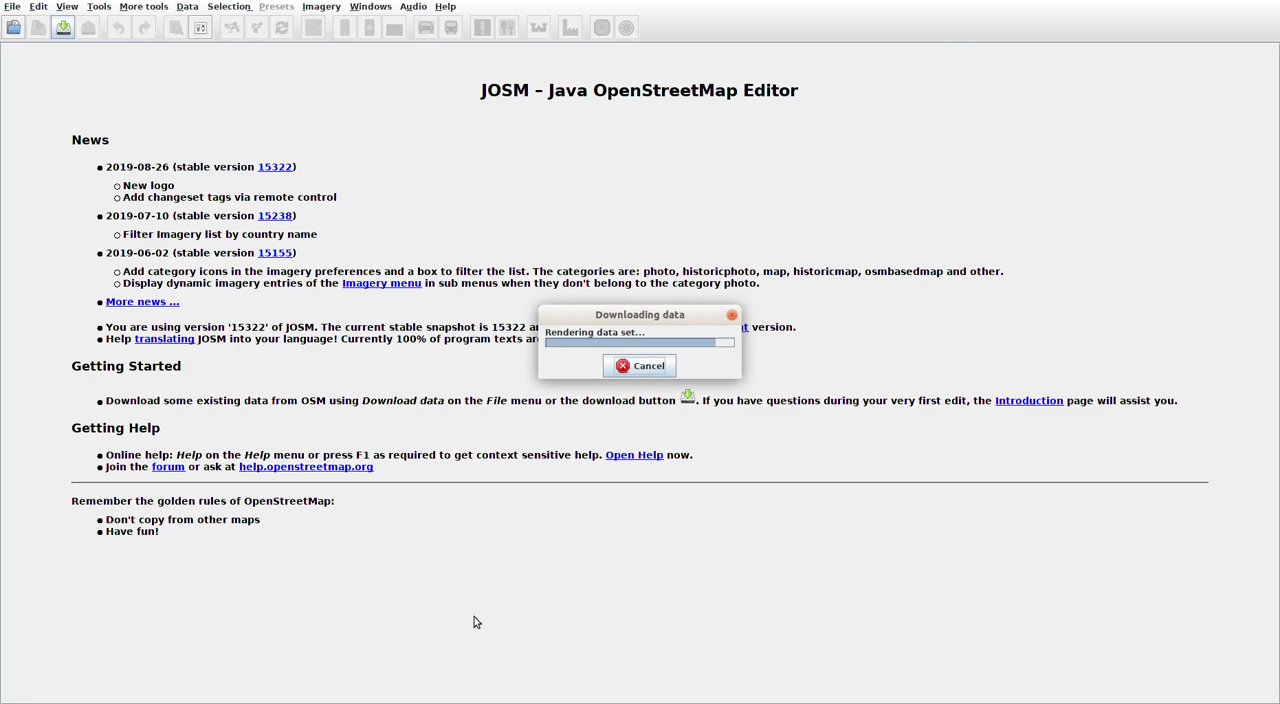 File Edit View Tools More tools Data Selection Presets Imagery Windows Audio Help
JOSM – Java OpenStreetMap Editor
News
2019-08-26 (stable version 15322)
New logo
Add changeset tags via remote control
2019-07-10 (stable version 15238)
Filter Imagery list by country name
2019-06-02 (stable version 15155)
Add category icons in the imagery preferences and a box to filter the list. The categories are: photo, historicphoto, map, historicmap, osmbasedmap and other.
Display dynamic imagery entries of the Imagery menu in sub menus when they don't belong to the category photo.
More news ...
Downloading data
Rendering data set...
Cancel
You are using version '15322' of JOSM. The current stable snapshot is 15322 version.
Help translating JOSM into your language! Currently 100% of program texts
Getting Started
Download some existing data from OSM using Download data on the File menu or the download button . If you have questions during your very first edit, the Introduction page will assist you.
Getting Help
Online help: Help on the Help menu or press F1 as required to get context sensitive help. Open Help now.
Join the forum or ask at help.openstreetmap.org
Remember the golden rules of OpenStreetMap:
Don't copy from other maps
Have fun!